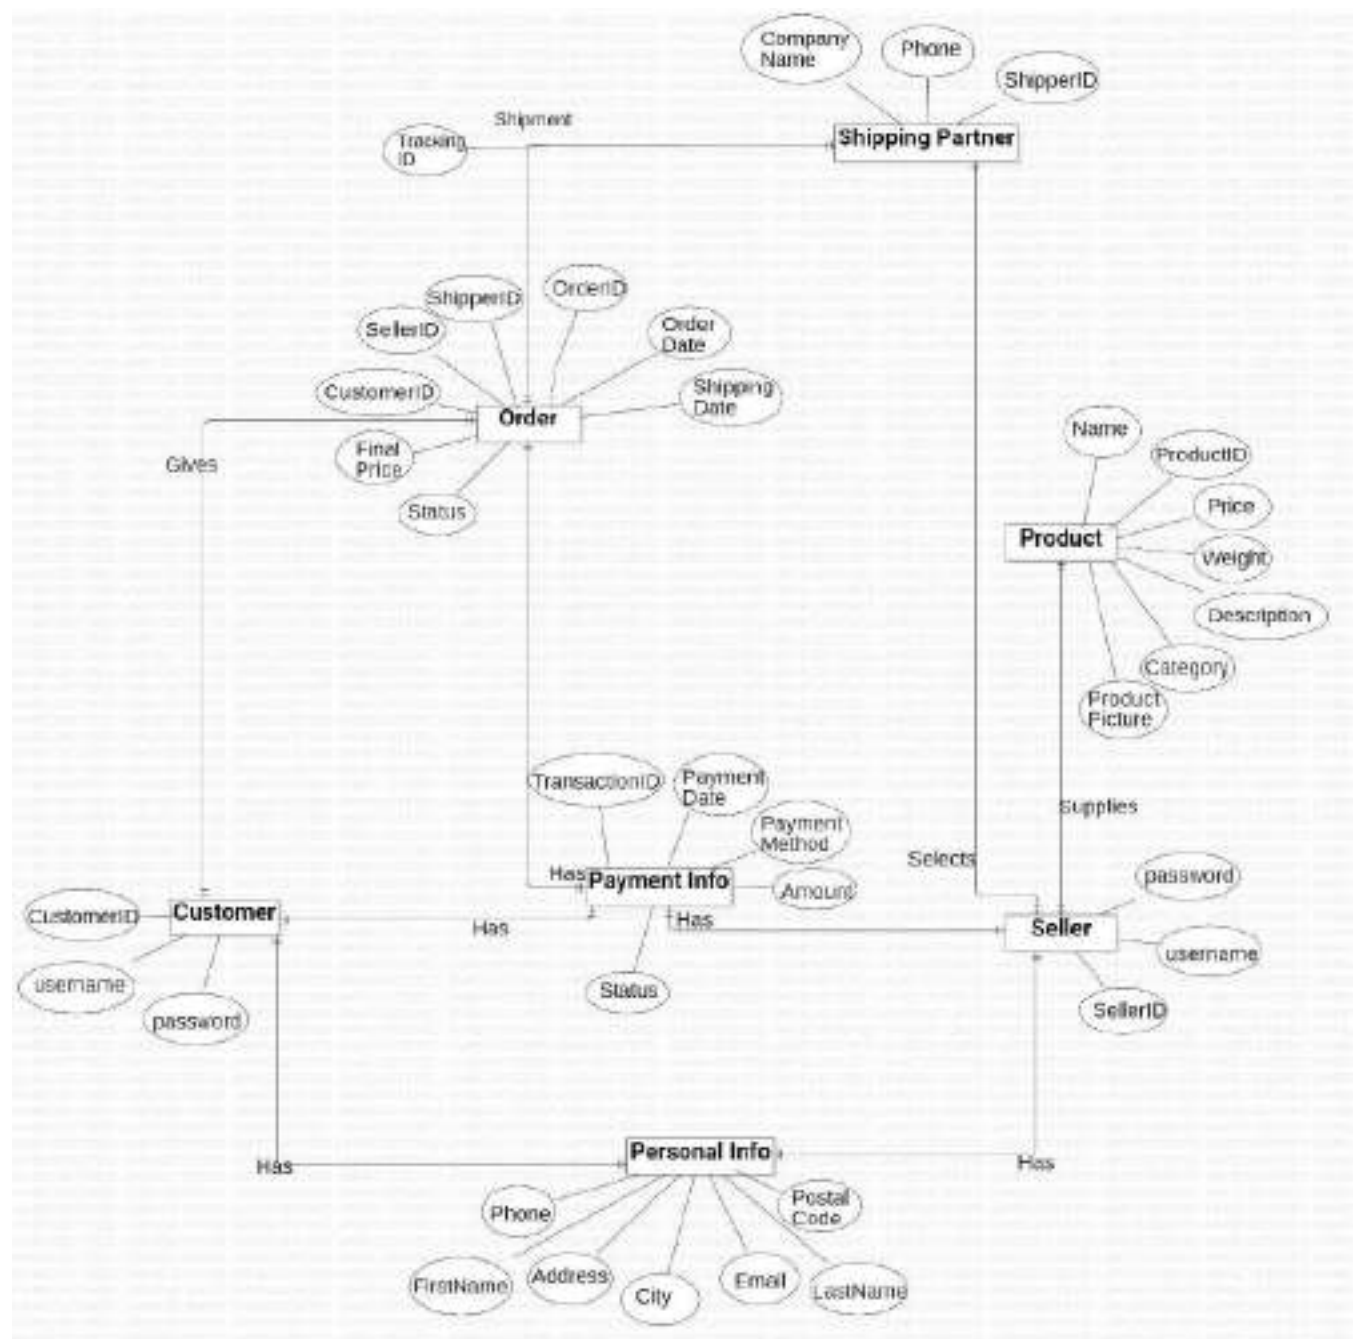 Company
Name
Phone
ShipperID
Shipment
Tracking
ID
Shipping Partner
ShipperID
OrderID
SellerID
Order
Date
CustomerID
Shipping
Date
Order
Gives
Final
Price
Status
Name
ProductID
Price
Product
Weight
Description
Category
Product
Picture
TransactionID
Payment
Date
Supplies
Payment
Method
Selects
Has
Payment Info
Amount
password
CustomerID
Customer
Has
Has
Seller
username
username
Status
SellerID
password
Personal Info
Has
Has
Phone
Postal
Code
FirstName
Address
City
Email
LastName